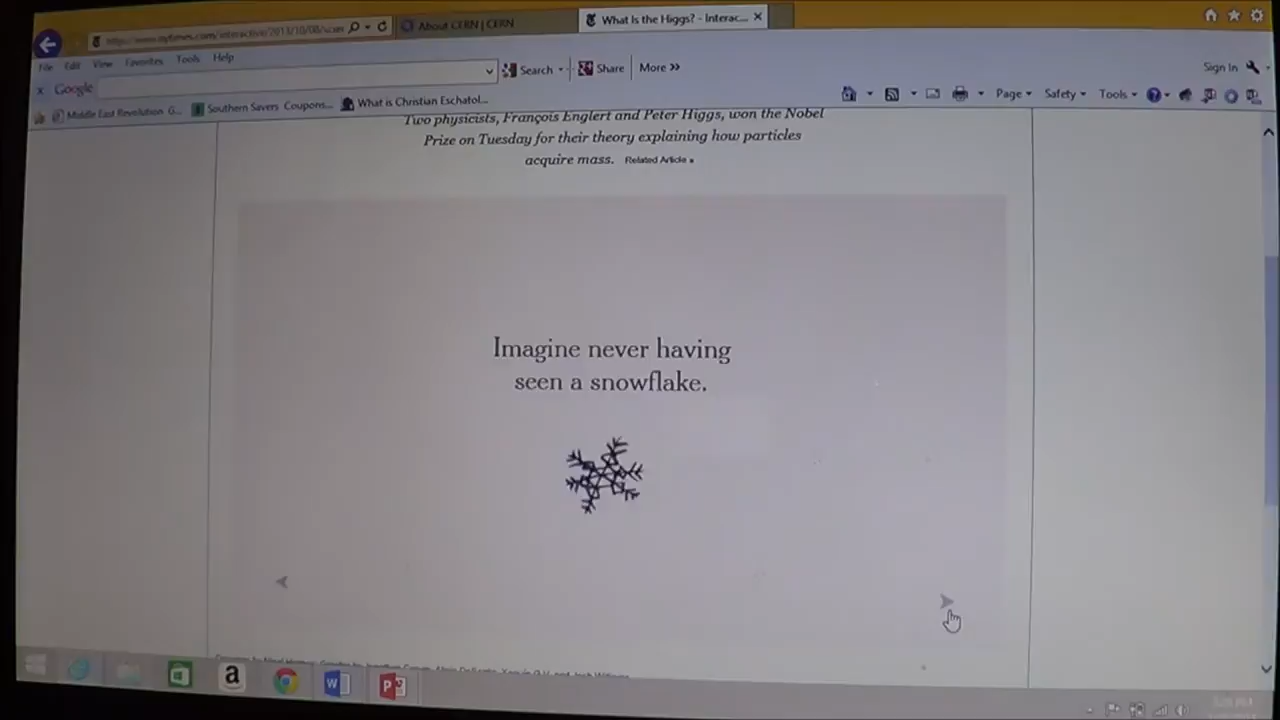 About CERN | CERN
What Is the Higgs? - Interac...
File Edit View Favorites Tools Help
Google
Search
Share
More »
Sign In
Middle East Revolution G...
Southern Savers Coupons...
What is Christian Eschatol...
Page
Safety
Tools
Two physicists, François Englert and Peter Higgs, won the Nobel
Prize on Tuesday for their theory explaining how particles
acquire mass. Related Article
Imagine never having
seen a snowflake.